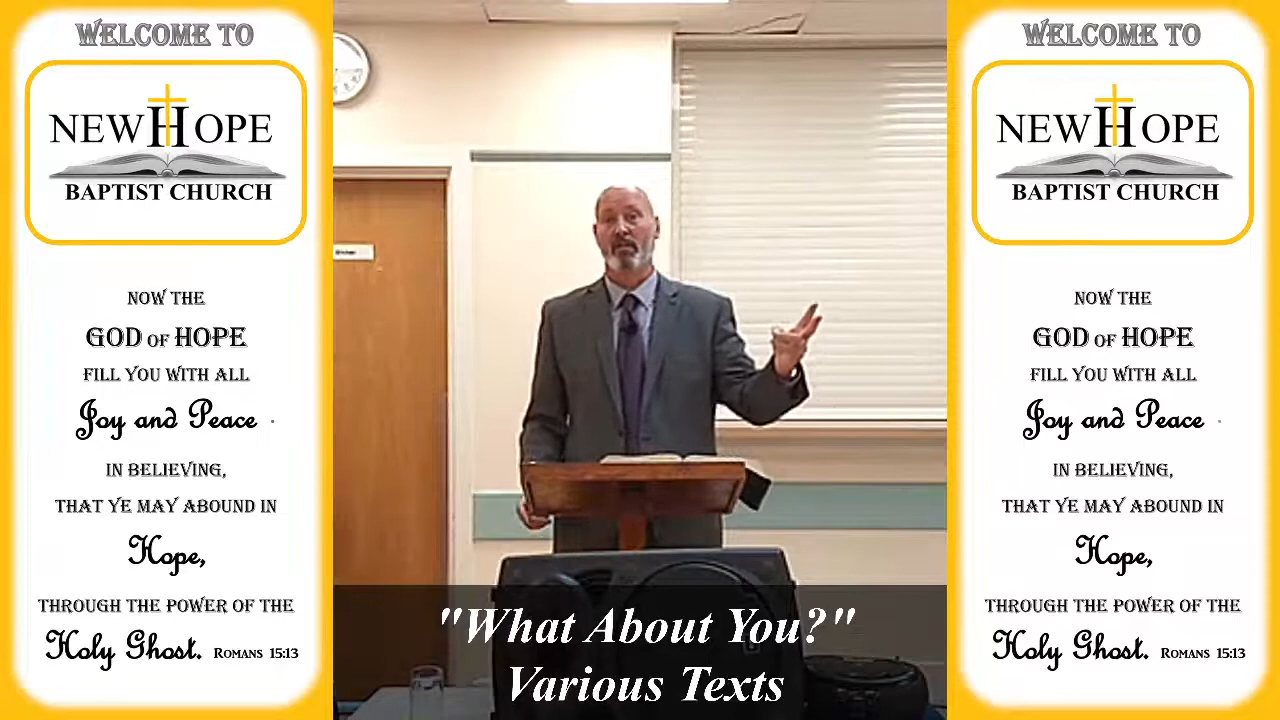 WELCOME TO
NEW HOPE
BAPTIST CHURCH
NOW THE
GOD OF HOPE
FILL YOU WITH ALL
Joy and Peace
IN BELIEVING,
THAT YE MAY ABOUND IN
Hope,
THROUGH THE POWER OF THE
Holy Ghost. ROMANS 15:13
"What About You?"
Various Texts
WELCOME TO
NEW HOPE
BAPTIST CHURCH
NOW THE
GOD OF HOPE
FILL YOU WITH ALL
Joy and Peace
IN BELIEVING,
THAT YE MAY ABOUND IN
Hope,
THROUGH THE POWER OF THE
Holy Ghost. ROMANS 15:13